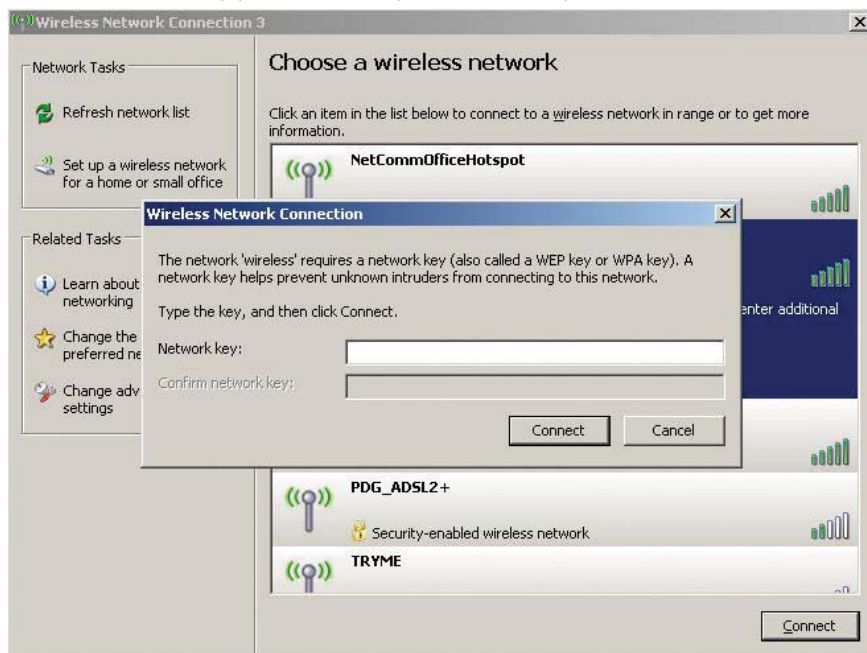 Wireless Network Connection 3
Network Tasks
Refresh network list
Set up a wireless network
for a home or small office
Related Tasks
Learn about
networking
Change the
preferred
Change
settings
Choose a wireless network
Click an item in the list below to connect to a wireless network in range or to get more
information.
NetCommOfficeHotspot
enter additional
PDG_ADSL2+
Security-enabled wireless network
TRYME
Connect
Wireless Network Connection
The network 'wireless' requires a network key (also called a WEP key or WPA key). A
network key helps prevent unknown intruders from connecting to this network.
Type the key, and then click Connect.
Network key:
Confirm network key:
Connect
Cancel